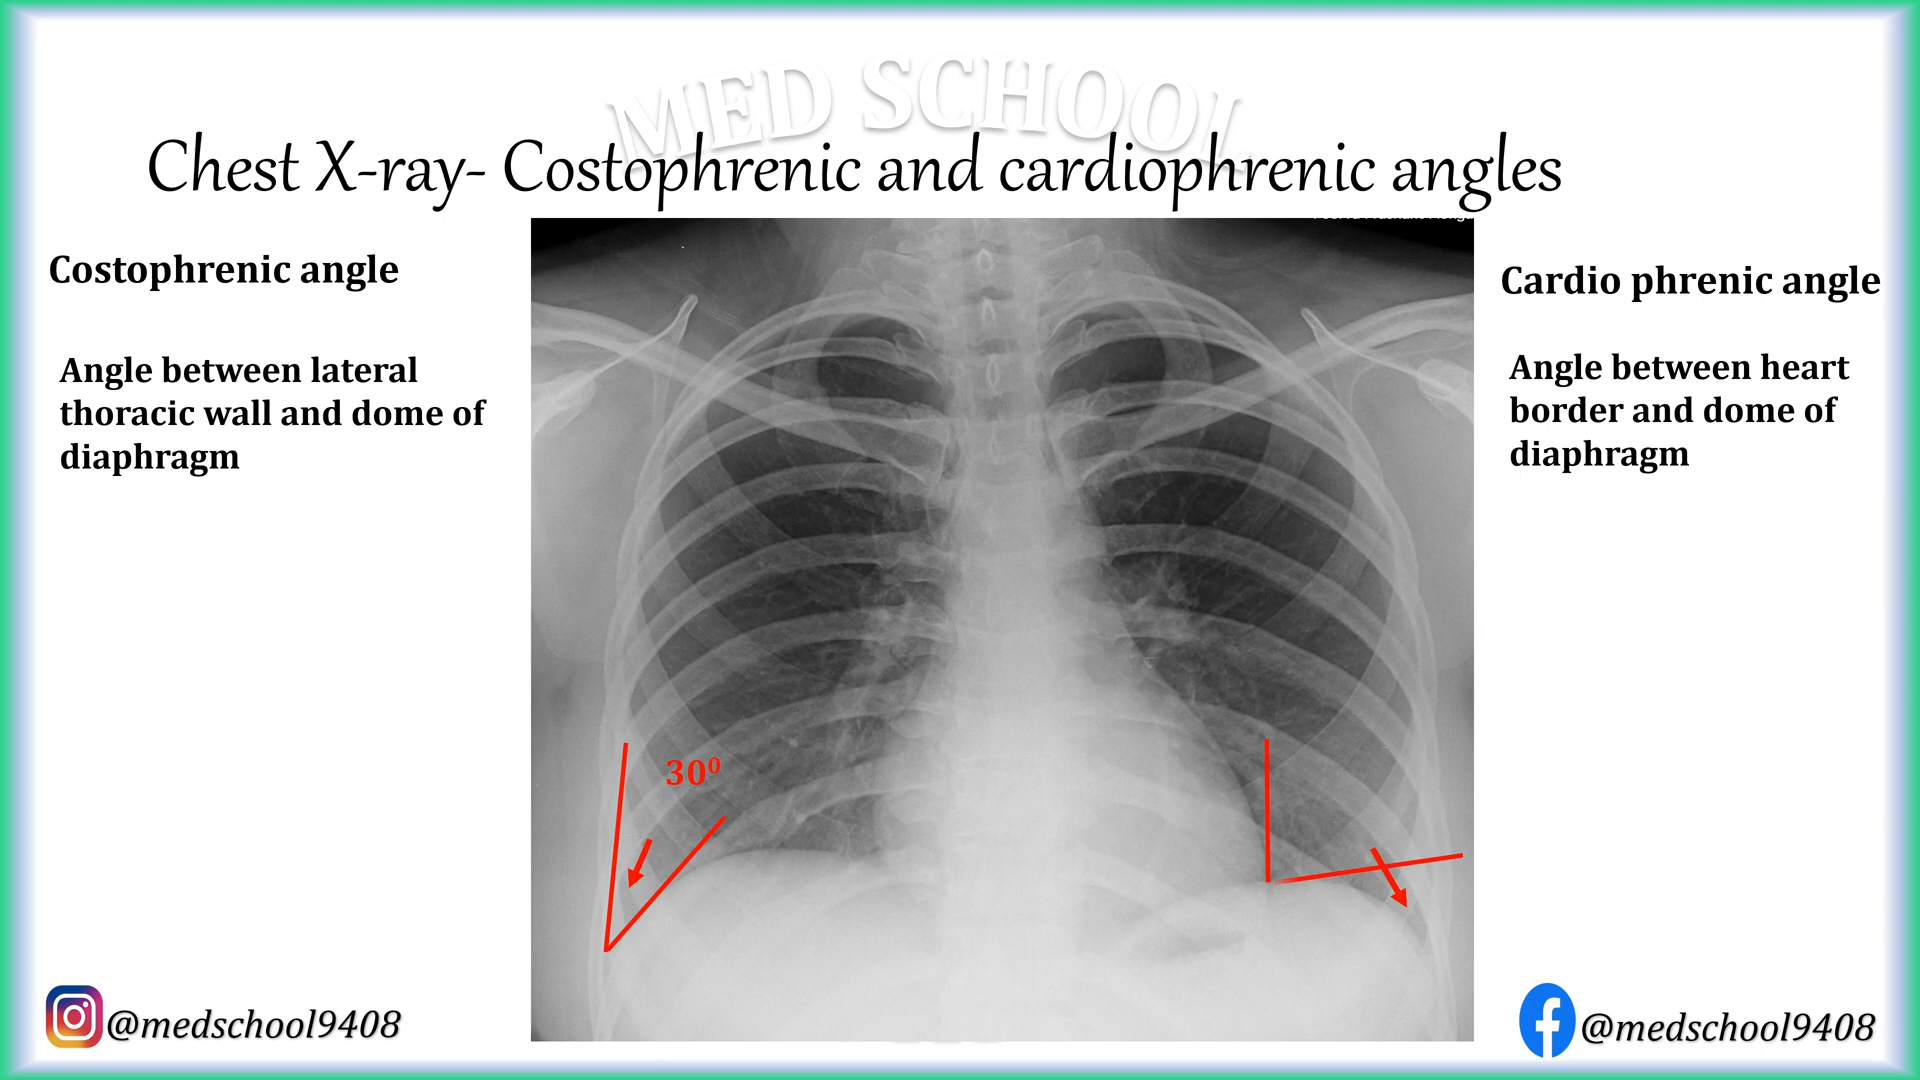 MED SCHOOL
Chest X-ray- Costophrenic and cardiophrenic angles
Costophrenic angle
Angle between lateral
thoracic wall and dome of
diaphragm
Cardio phrenic angle
Angle between heart
border and dome of
diaphragm
30⁰
@medschool9408
@medschool9408